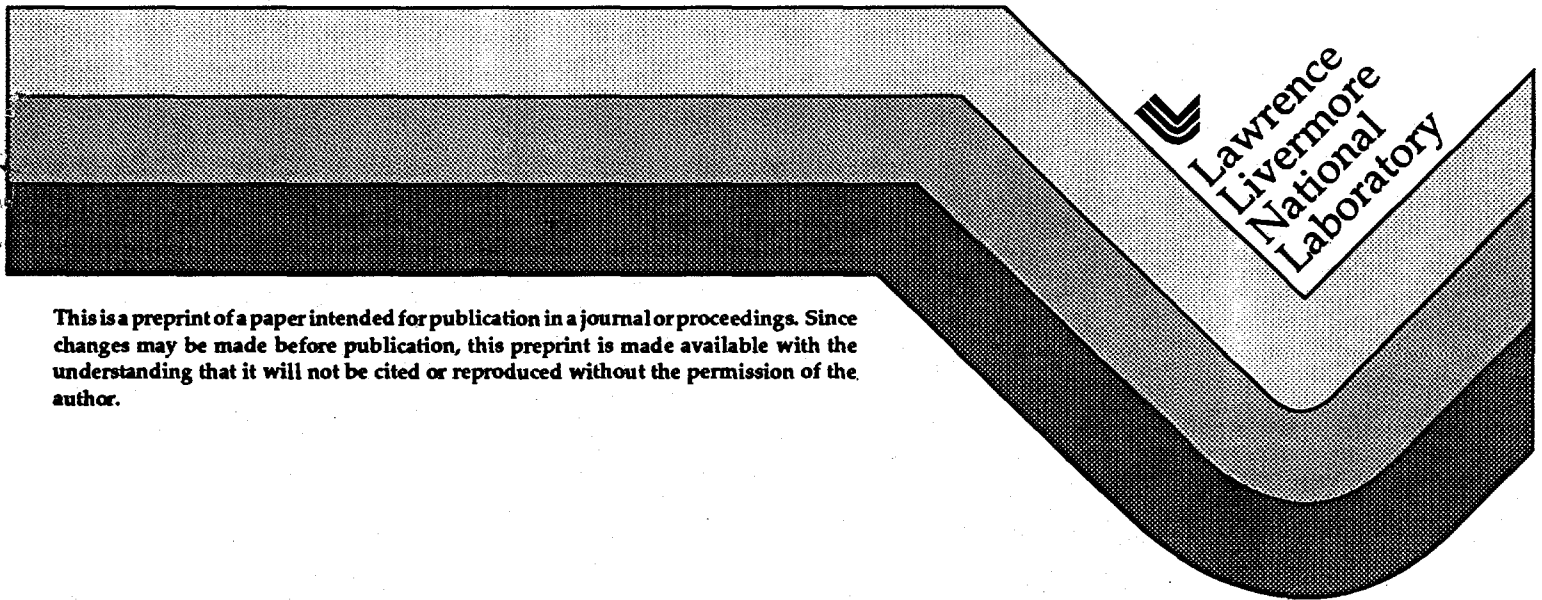 Lawrence
Livermore
National
Laboratory
This is a preprint of a paper intended for publication in a journal or proceedings. Since
changes may be made before publication, this preprint is made available with the
understanding that it will not be cited or reproduced without the permission of the
author.